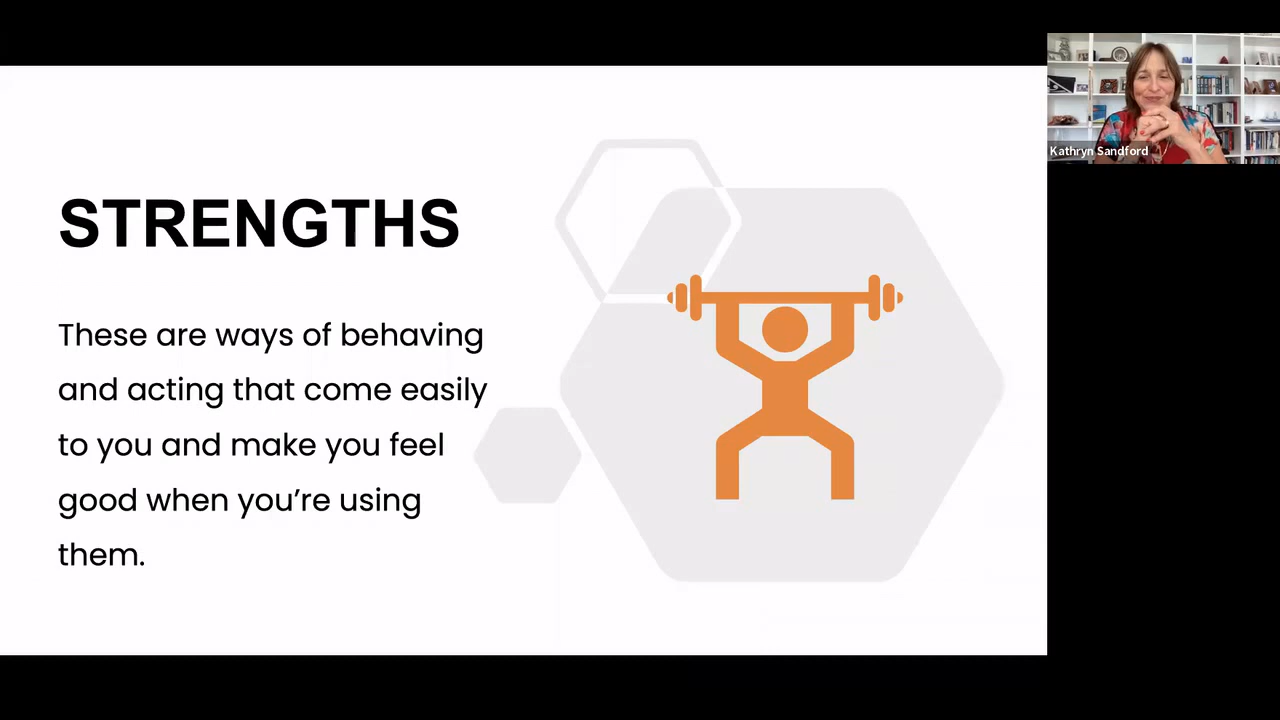 STRENGTHS
These are ways of behaving
and acting that come easily
to you and make you feel
good when you’re using
them.
Kathryn Sandford